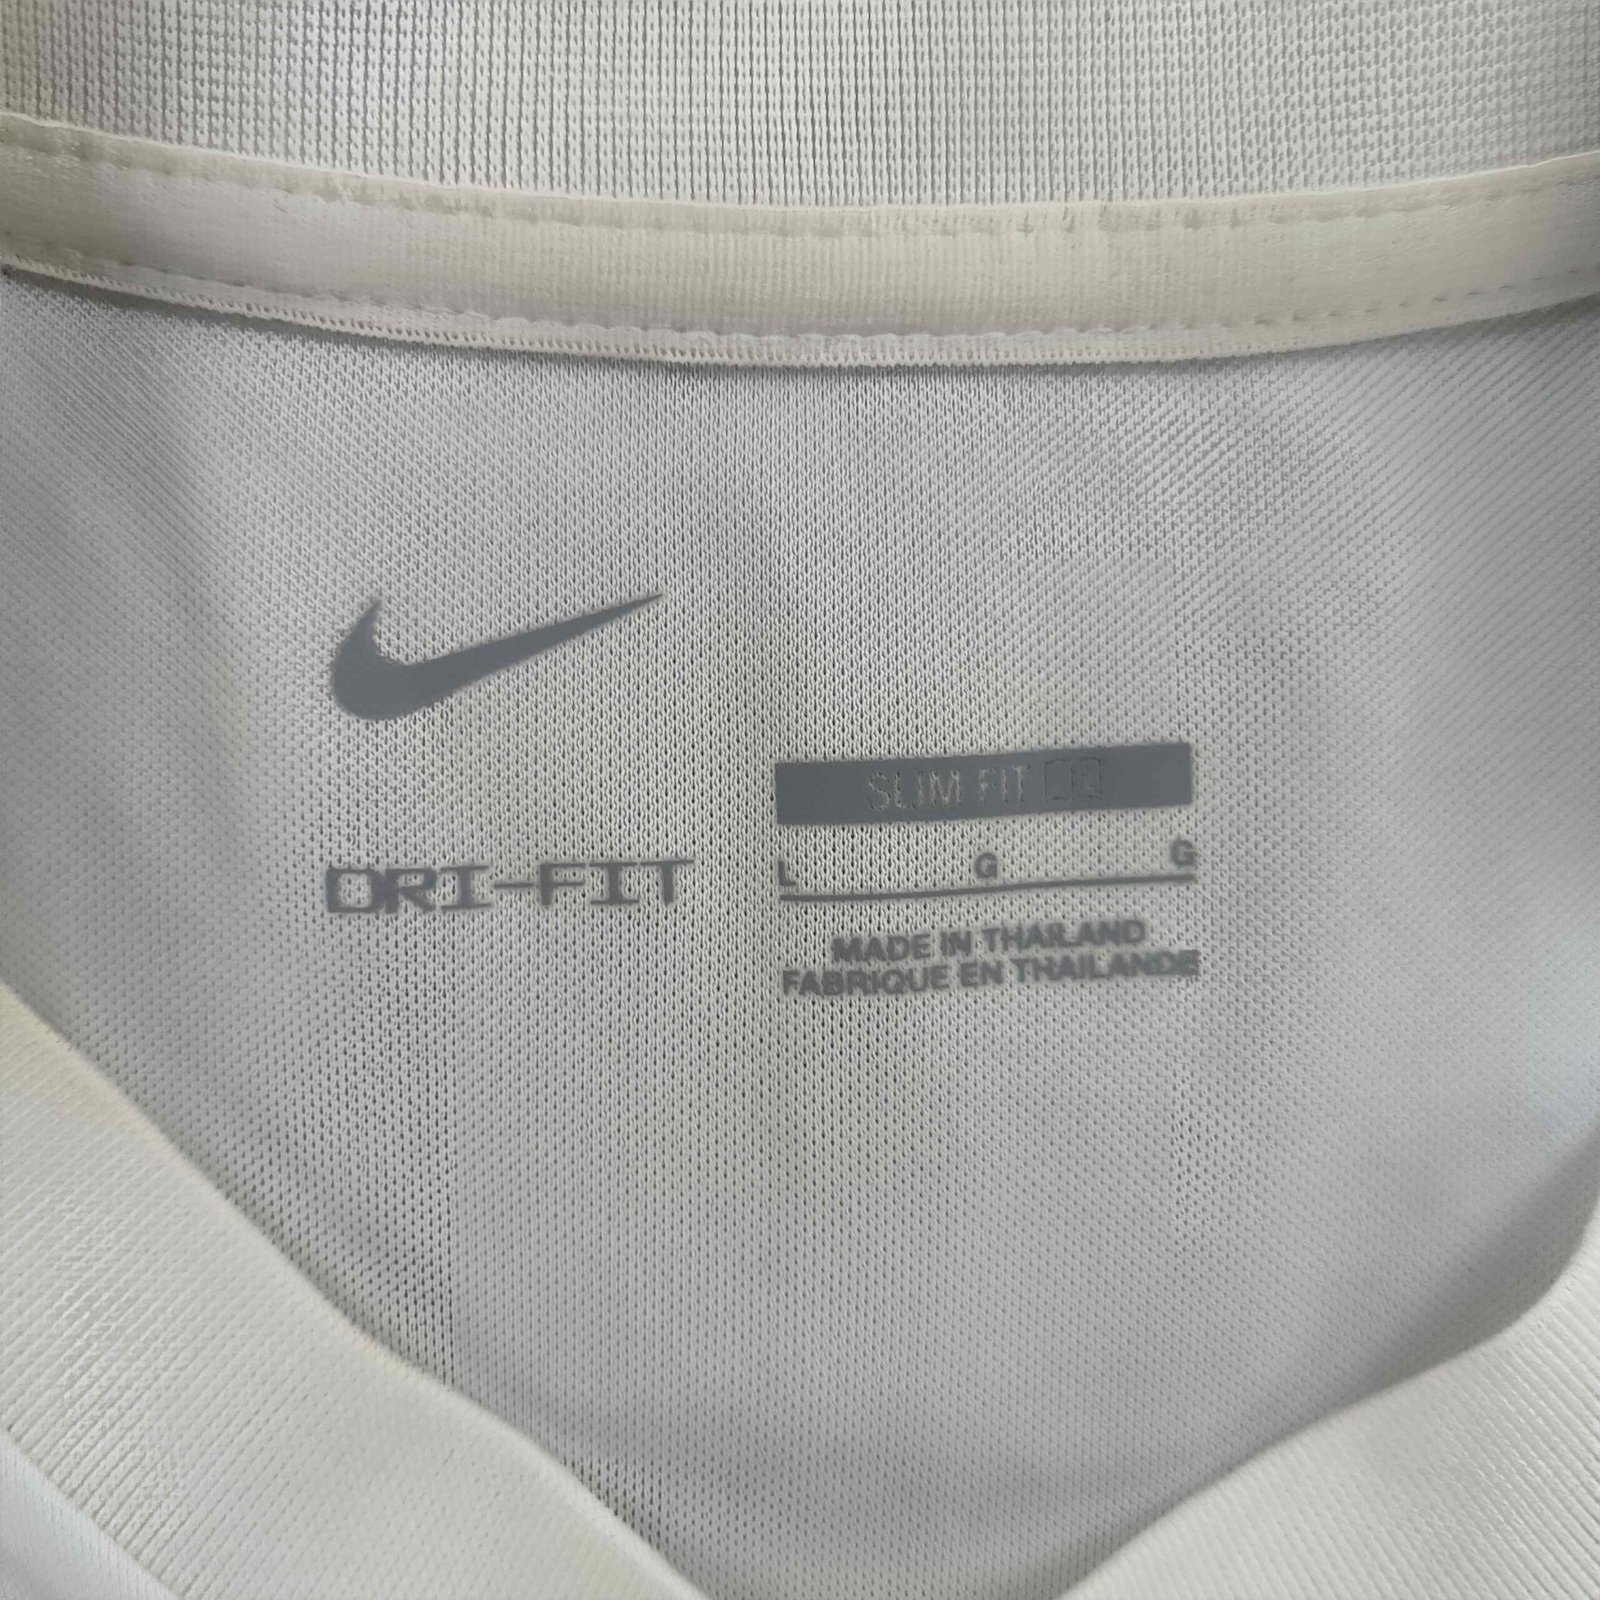 DRI-FIT
SLIM FIT
L G G
MADE IN THAILAND
FABRIQUE EN THAILANDE